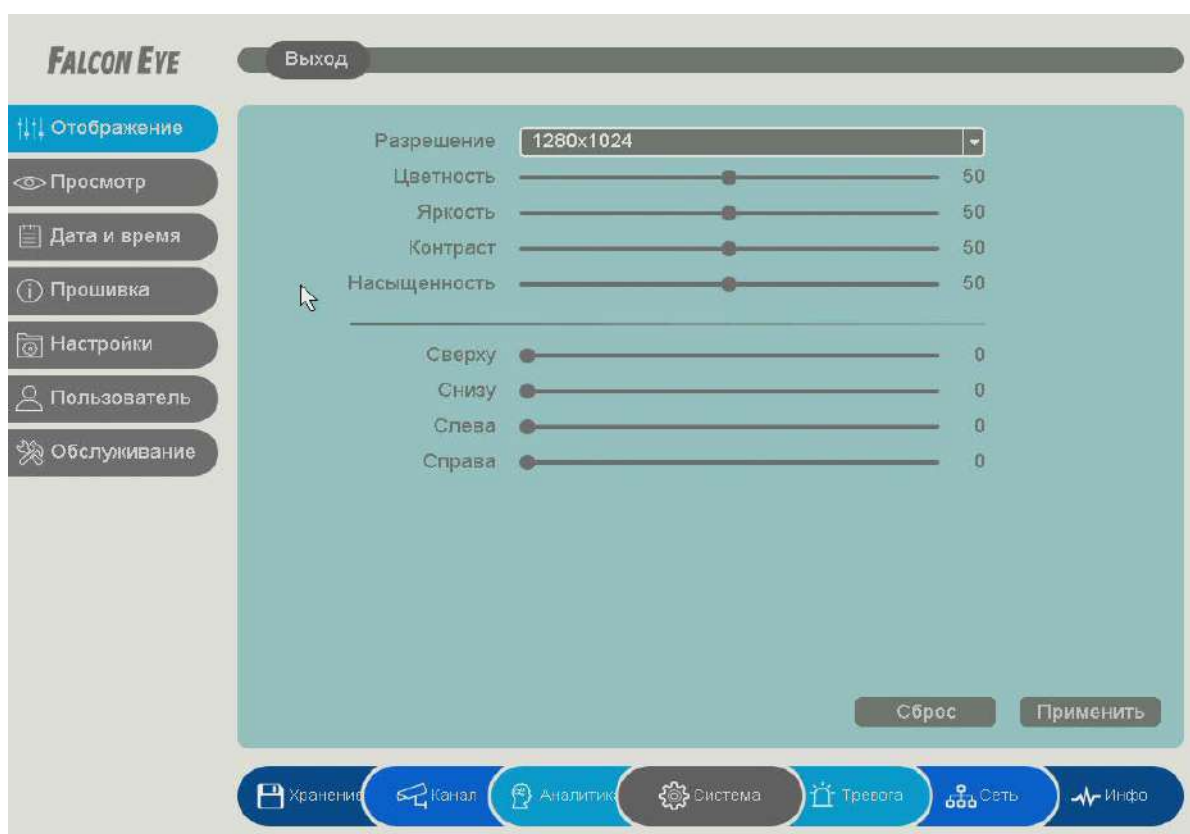 FALCON EYE
Выход
Отображение
Просмотр
Дата и время
Прошивка
Настройки
Пользователь
Обслуживание
Разрешение 1280x1024
Цветность 50
Яркость 50
Контраст 50
Насыщенность 50
Сверху 0
Снизу 0
Слева 0
Справа 0
Сброс Применить
Хранение Канал Аналитика Система Тревога Сеть Инфо